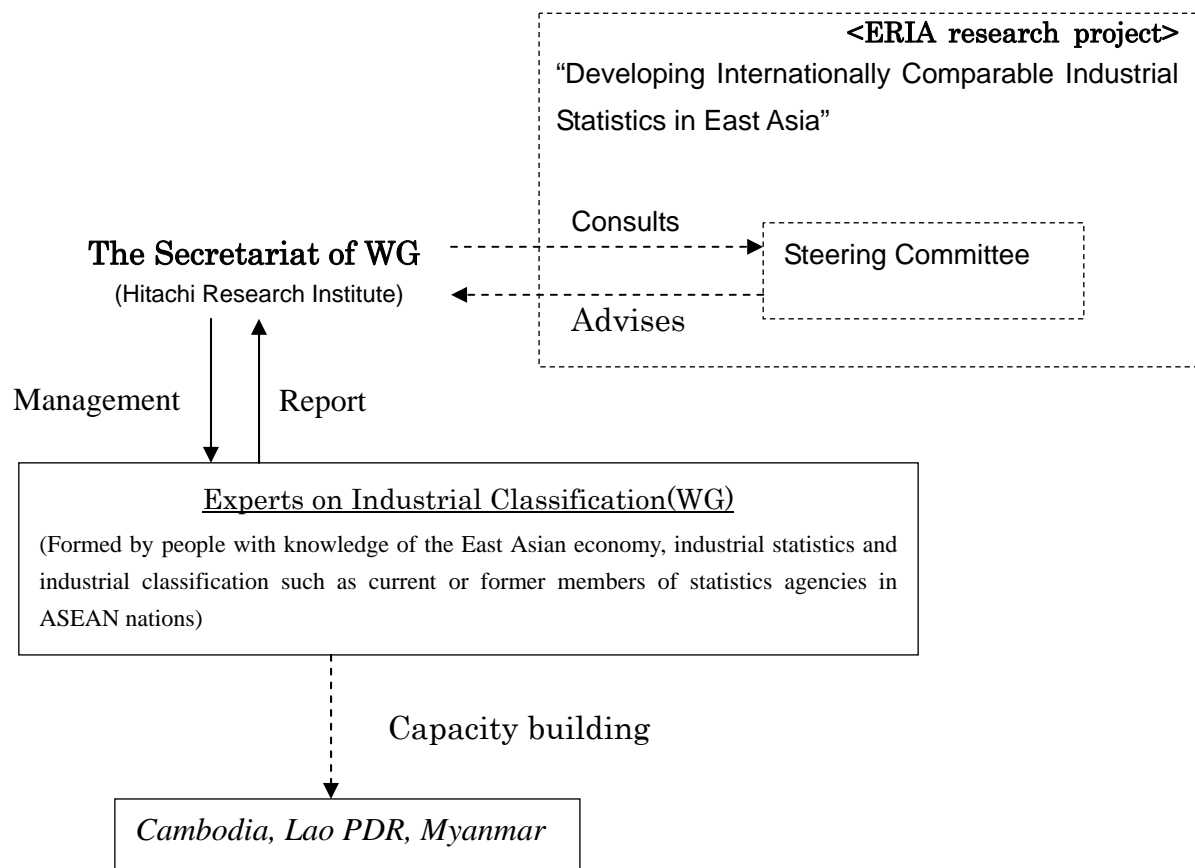 <ERIA research project>
“Developing Internationally Comparable Industrial
Statistics in East Asia”
Consults
The Secretariat of WG
(Hitachi Research Institute)
Steering Committee
Advises
Management
Report
Experts on Industrial Classification(WG)
(Formed by people with knowledge of the East Asian economy, industrial statistics and
industrial classification such as current or former members of statistics agencies in
ASEAN nations)
Capacity building
Cambodia, Lao PDR, Myanmar